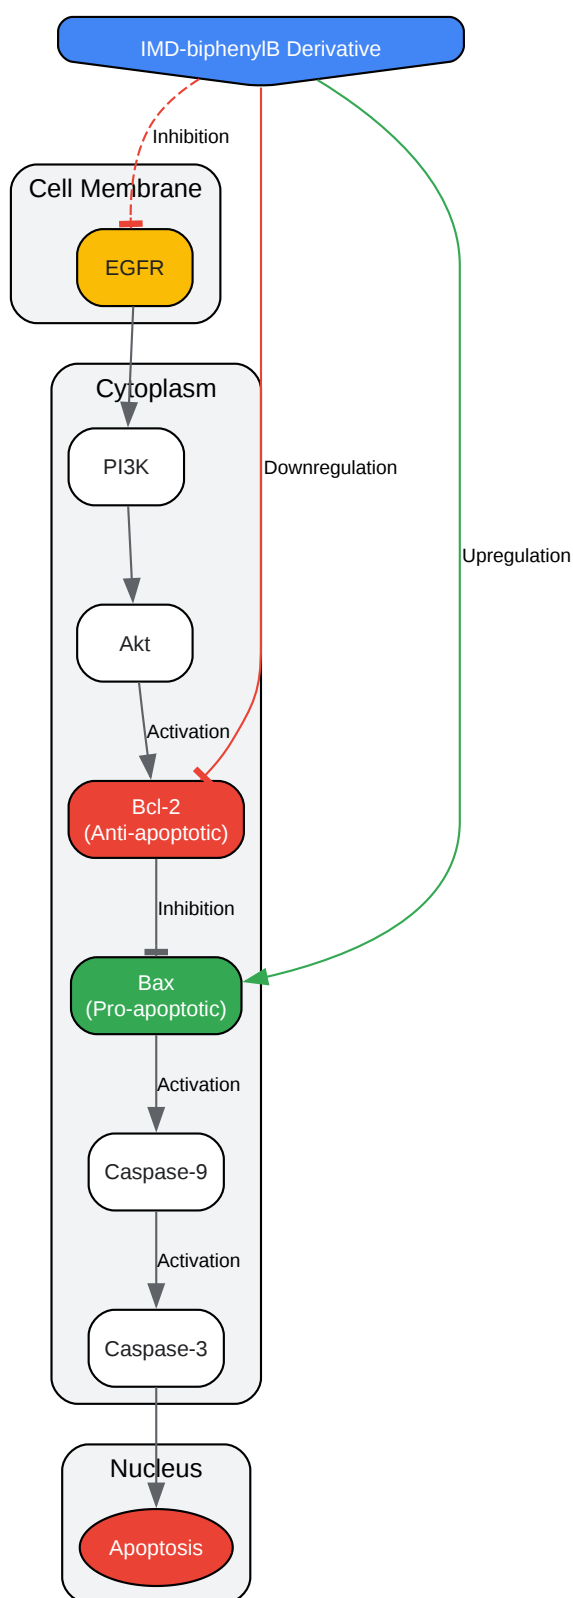 IMD-biphenylB Derivative
Inhibition
Cell Membrane
EGFR
Cytoplasm
PI3K
Downregulation
Upregulation
Akt
Activation
Bcl-2
(Anti-apoptotic)
Inhibition
Bax
(Pro-apoptotic)
Activation
Caspase-9
Activation
Caspase-3
Nucleus
Apoptosis